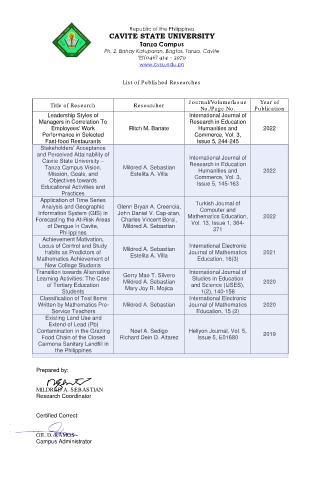 Republic of the Philippines
CAVITE STATE UNIVERSITY
Tanza Campus
Ph. 2, Bahay Katuparan, Bagtas, Tanza, Cavite
(046) 414 - 3979
www.cvsu.edu.ph
List of Published Researches
Title of Research
Researcher
Journal/Volume/Issue No./Page No.
Year of Publication
Leadership Styles of
Managers in Correlation To
Employees' Work
Performance in Selected
Fast-food Restaurants
Ritch M. Banate
International Journal of
Research in Education
Humanities and
Commerce, Vol. 3,
Issue 5, 244-245
2022
Stakeholders' Acceptance
and Perceived Attainability of
Cavite State University –
Tanza Campus Vision,
Mission, Goals, and
Objectives towards
Educational Activities and
Practices
Mildred A. Sebastian
Estelita A. Villa
International Journal of
Research in Education
Humanities and
Commerce, Vol. 3,
Issue 5, 145-163
2022
Application of Time Series
Analysis and Geographic
Information System (GIS) in
Forecasting the At-Risk Areas
of Dengue in Cavite,
Philippines
Glenn Bryan A. Creencia,
John Daniel V. Cap-atan,
Charles Vincent Boral,
Mildred A. Sebastian
Turkish Journal of
Computer and
Mathematics Education,
Vol. 13, Issue 1, 364-
371
2022
Achievement Motivation,
Locus of Control and Study
habits as Predictors of
Mathematics Achievement of
New College Students
Mildred A. Sebastian
Estelita A. Villa
International Electronic
Journal of Mathematics
Education, 16(3)
2021
Transition towards Alternative
Learning Activities: The Case
of Tertiary Education
Students
Gerry Mae T. Silvero
Mildred A. Sebastian
Mary Joy R. Mojica
International Journal of
Studies in Education
and Science (IJSES),
1(2), 140-156
2020
Classification of Test Items
Written by Mathematics Pre-
Service Teachers
Mildred A. Sebastian
International Electronic
Journal of Mathematics
Education, 15 (2)
2020
Existing Land Use and
Extend of Lead (Pb)
Contamination in the Grazing
Food Chain of the Closed
Carmona Sanitary Landfill in
the Philippines
Noel A. Sedigo
Richard Dein D. Altarez
Heliyon Journal, Vol. 5,
Issue 5, E01680
2019
Prepared by:
MILDRED A. SEBASTIAN
Research Coordinator
Certified Correct:
GIL D. RAMOS
Campus Administrator